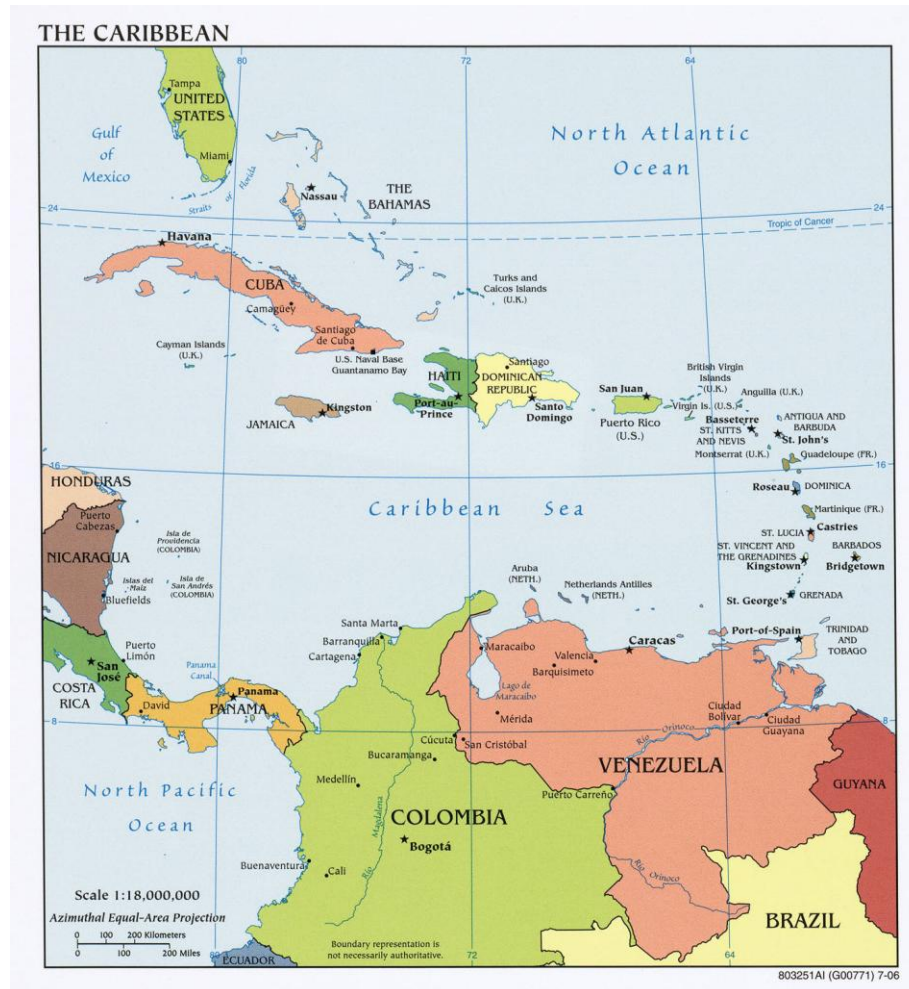 THE CARIBBEAN
80
72
64
Tampa
UNITED
STATES
Gulf
of
Mexico
Miami
Straits of Florida
North Atlantic
Ocean
Nassau
THE
BAHAMAS
24
24
Tropic of Cancer
Havana
CUBA
Camagüey
Turks and
Caicos Islands
(U.K.)
Santiago
de Cuba
Cayman Islands
(U.K.)
U.S. Naval Base
Guantanamo Bay
HAITI
Port-au-
Prince
Santiago
DOMINICAN
REPUBLIC
Santo
Domingo
Kingston
JAMAICA
San Juan
Puerto Rico
(U.S.)
British Virgin
Islands
(U.K.)
Virgin Is. (U.S.)
Anguilla (U.K.)
Basseterre
ST. KITTS
AND NEVIS
ANTIGUA AND
BARBUDA
St. John's
Montserrat (U.K.)
Guadeloupe (FR.)
16
16
Roseau
DOMINICA
Martinique (FR.)
Castries
ST. LUCIA
ST. VINCENT AND
THE GRENADINES
Kingstown
BARBADOS
Bridgetown
St. George's
GRENADA
Caribbean Sea
HONDURAS
Puerto
Cabezas
NICARAGUA
Isla de
Providencia
(COLOMBIA)
Islas del
Maíz
Isla de
San Andrés
(COLOMBIA)
Bluefields
Aruba
(NETH.)
Netherlands Antilles
(NETH.)
Santa Marta
Barranquilla
Cartagena
Maracaibo
Valencia
Barquisimeto
Caracas
Port-of-Spain
TRINIDAD
AND
TOBAGO
Puerto
Limón
San
José
COSTA
RICA
Panama
Canal
Panama
David
PANAMA
Lago de
Maracaibo
Mérida
Ciudad
Bolívar
Ciudad
Guayana
8
8
Cúcuta
San Cristóbal
Río Orinoco
Bucaramanga
Medellín
VENEZUELA
GUYANA
North Pacific
Ocean
Puerto Carreño
Río Magdalena
COLOMBIA
Bogotá
Buenaventura
Cali
Río Orinoco
Scale 1:18,000,000
Azimuthal Equal-Area Projection
0 100 200 Kilometers
0 100 200 Miles
BRAZIL
ECUADOR
Boundary representation is
not necessarily authoritative.
80
72
64
803251AI (G00771) 7-06